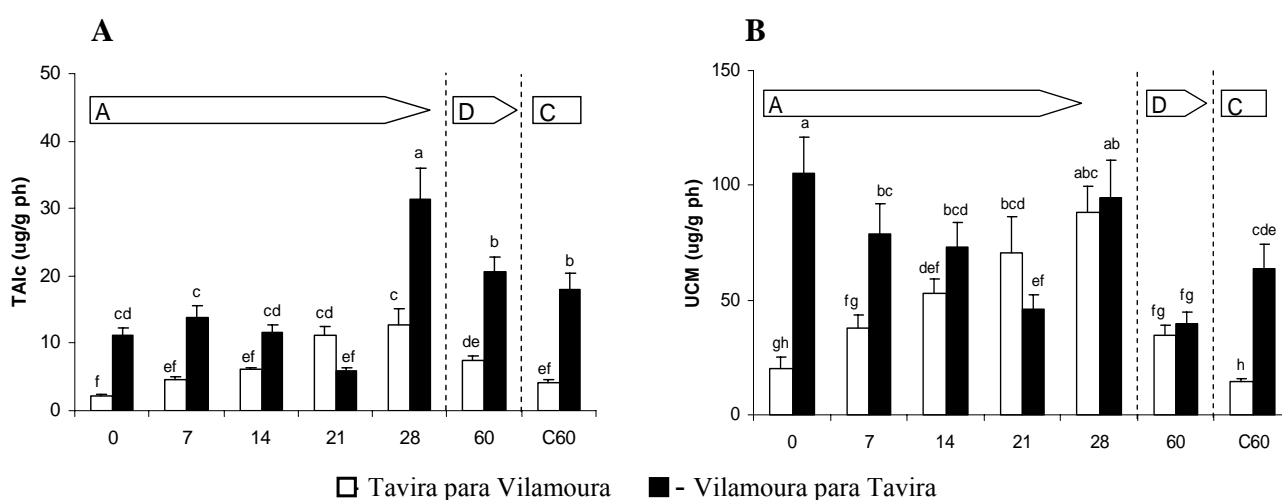 A
B
50
40
30
20
10
0
TAlc (ug/g ph)
A
D
C
f
cd
ef
c
ef
cd
cd
ef
c
a
de
b
ef
b
0
7
14
21
28
60
C60
150
100
50
0
UCM (ug/g ph)
A
D
C
gh
a
fg
bc
def
bcd
bcd
ef
abc
ab
fg
fg
h
cde
0
7
14
21
28
60
C60
- Tavira para Vilamoura
- Vilamoura para Tavira